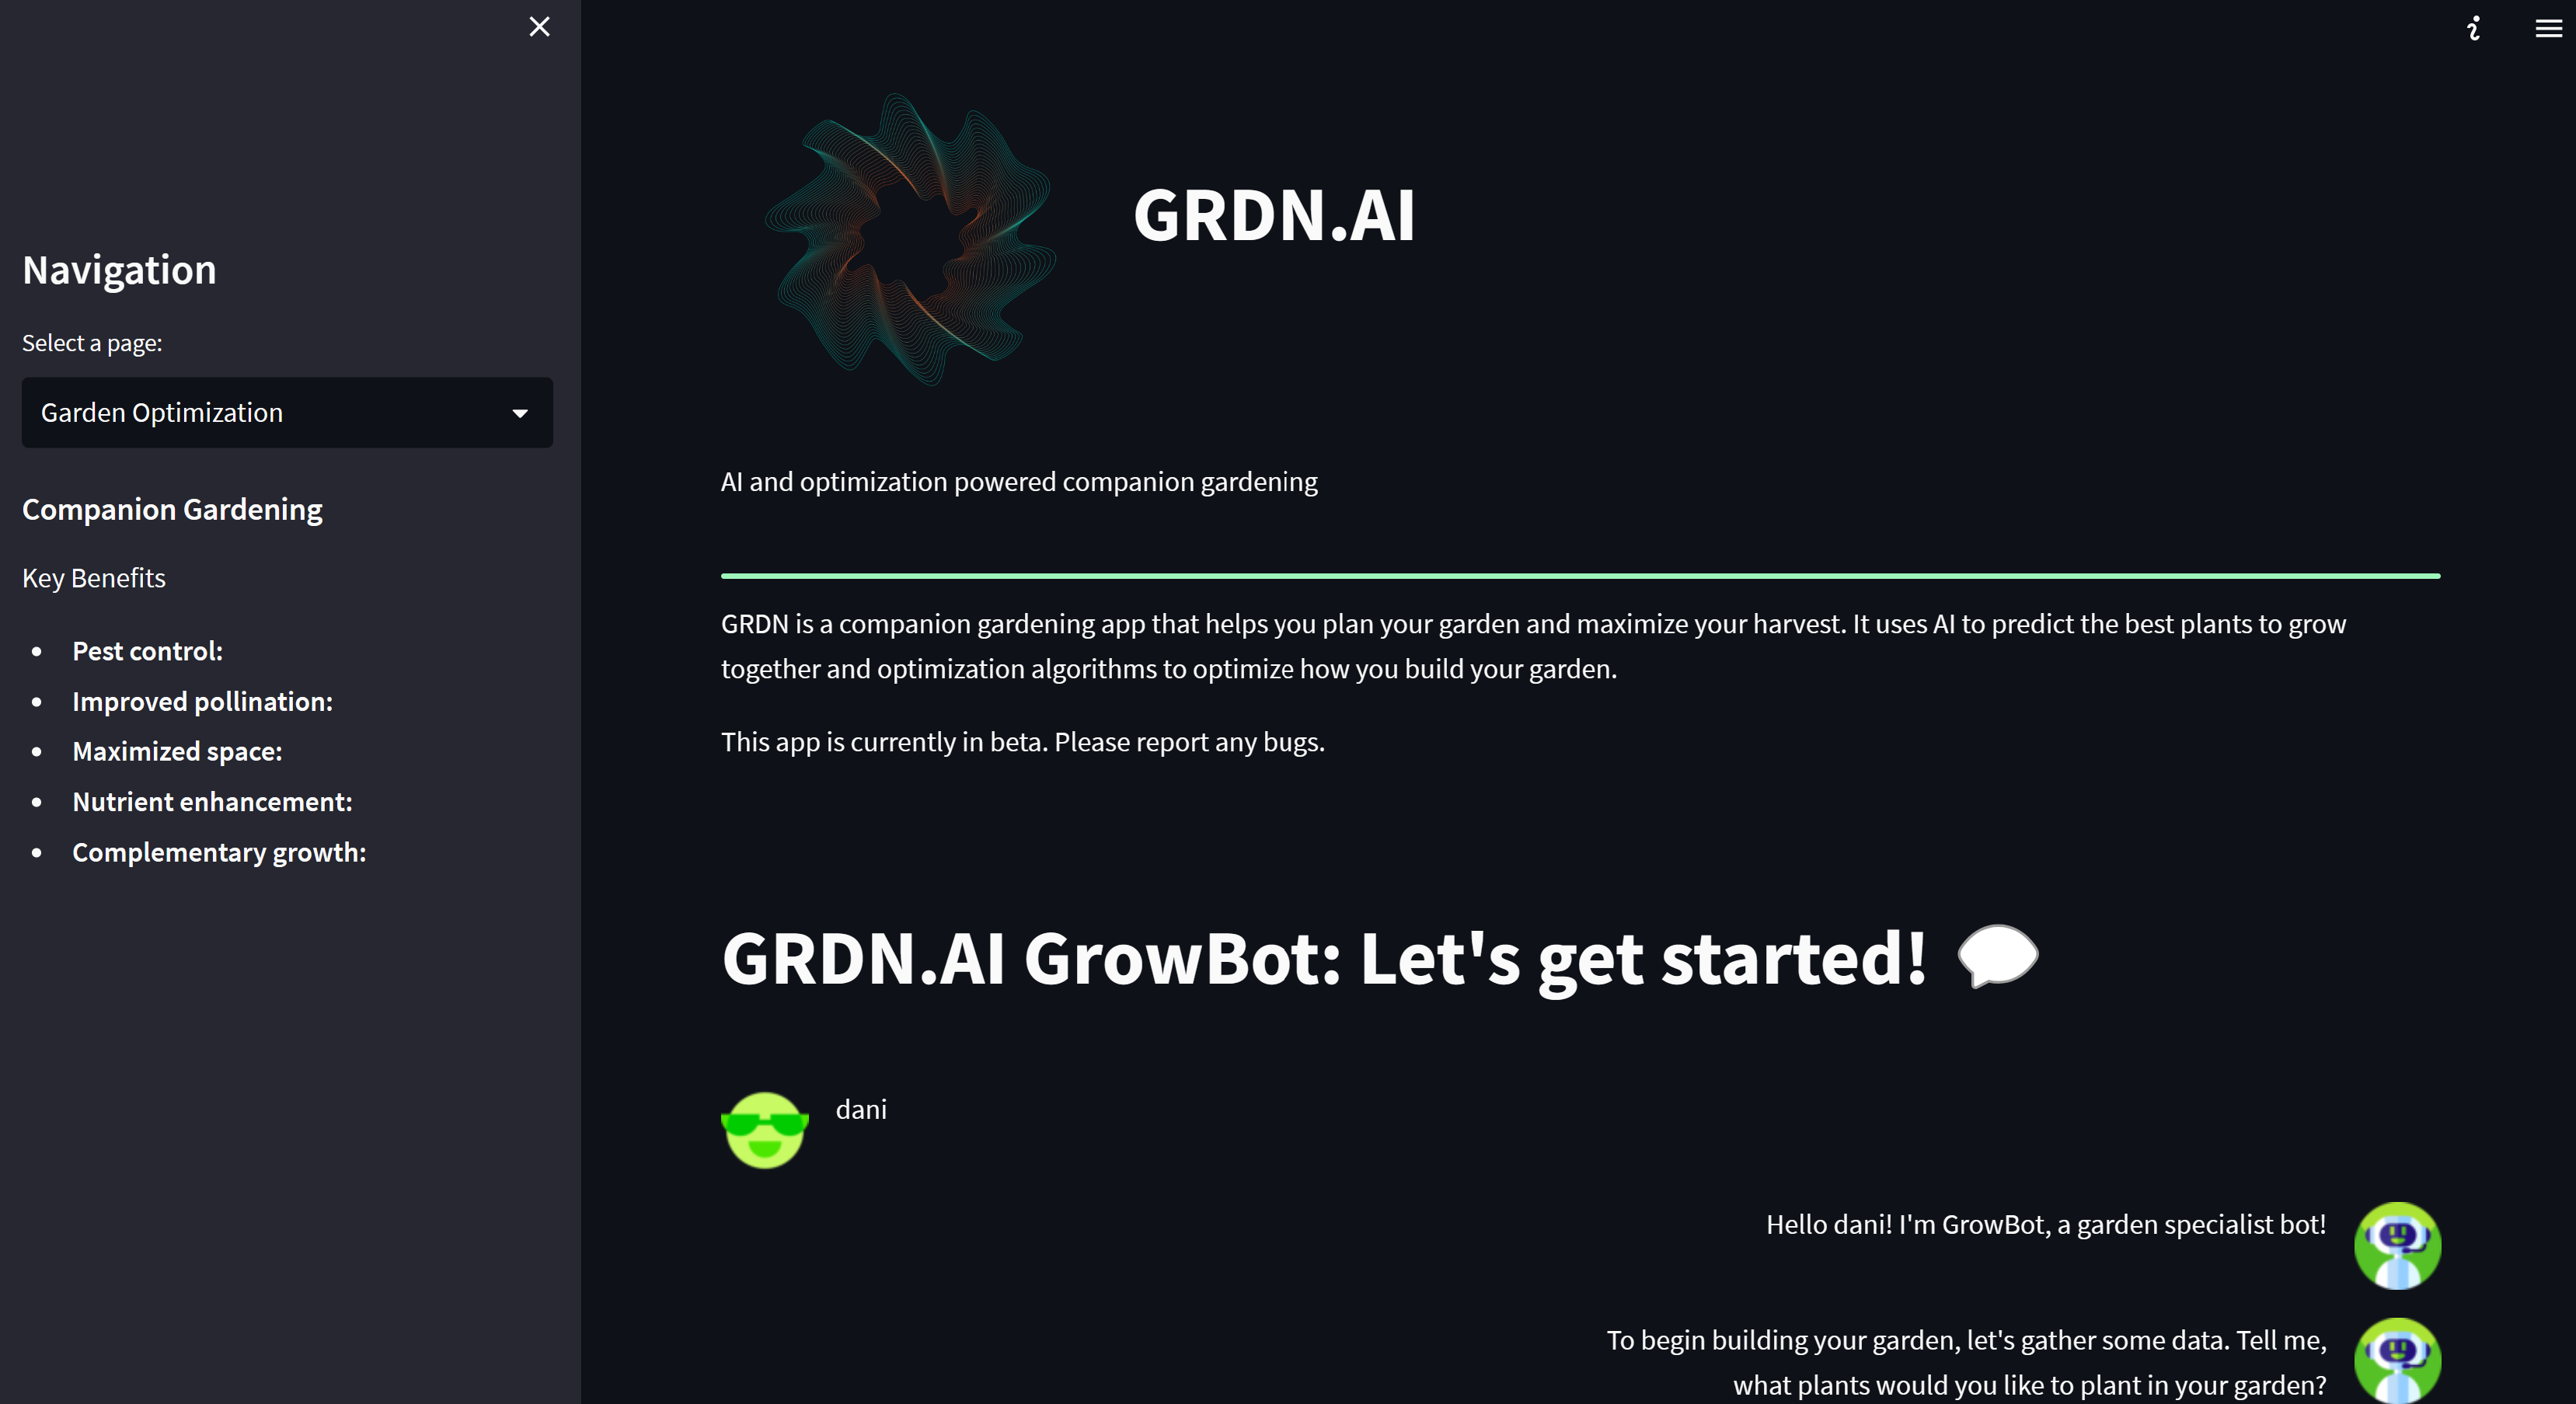 Navigation
Select a page:
Garden Optimization
Companion Gardening
Key Benefits
Pest control:
Improved pollination:
Maximized space:
Nutrient enhancement:
Complementary growth:
GRDN.AI
AI and optimization powered companion gardening
GRDN is a companion gardening app that helps you plan your garden and maximize your harvest. It uses AI to predict the best plants to grow
together and optimization algorithms to optimize how you build your garden.
This app is currently in beta. Please report any bugs.
GRDN.AI GrowBot: Let's get started!
dani
Hello dani! I'm GrowBot, a garden specialist bot!
To begin building your garden, let's gather some data. Tell me,
what plants would you like to plant in your garden?